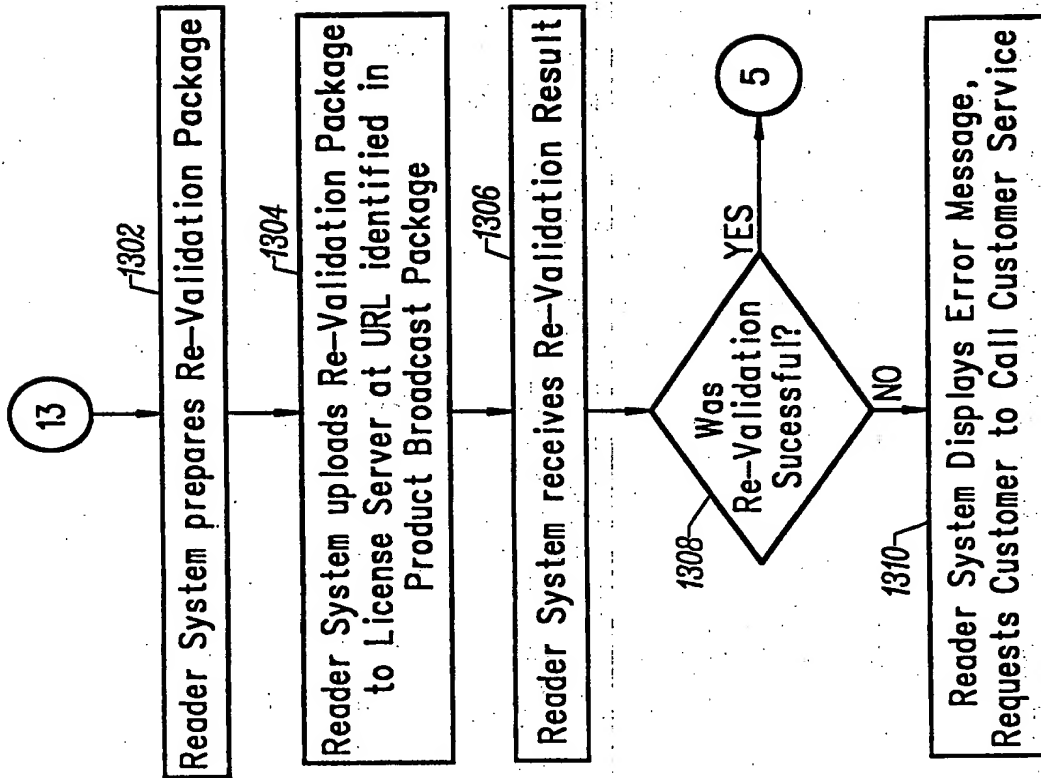 13
1302
Reader System prepares Re-Validation Package
1304
Reader System uploads Re-Validation Package
to License Server at URL identified in
Product Broadcast Package
1306
Reader System receives Re-Validation Result
1308
Was
Re-Validation
Sucessful?
YES
5
NO
1310
Reader System Displays Error Message,
Requests Customer to Call Customer Service